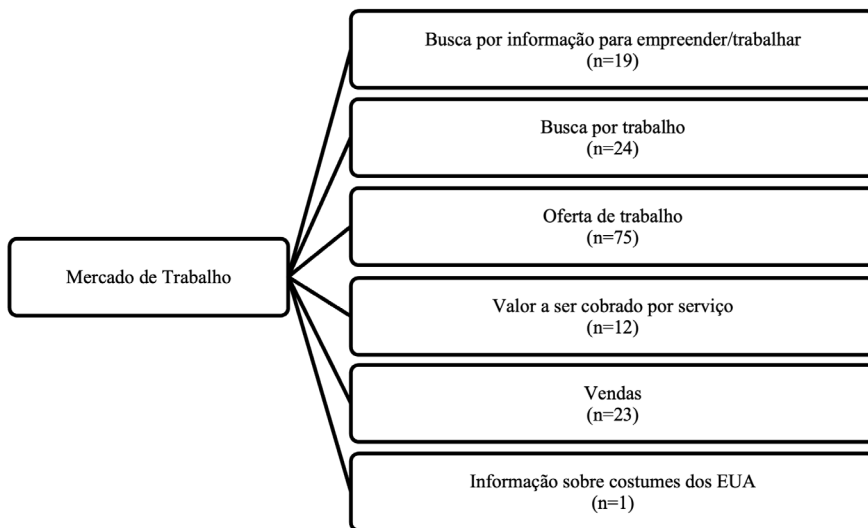 Busca por informação para empreender/trabalhar
(n=19)
Busca por trabalho
(n=24)
Oferta de trabalho
(n=75)
Mercado de Trabalho
Valor a ser cobrado por serviço
(n=12)
Vendas
(n=23)
Informação sobre costumes dos EUA
(n=1)